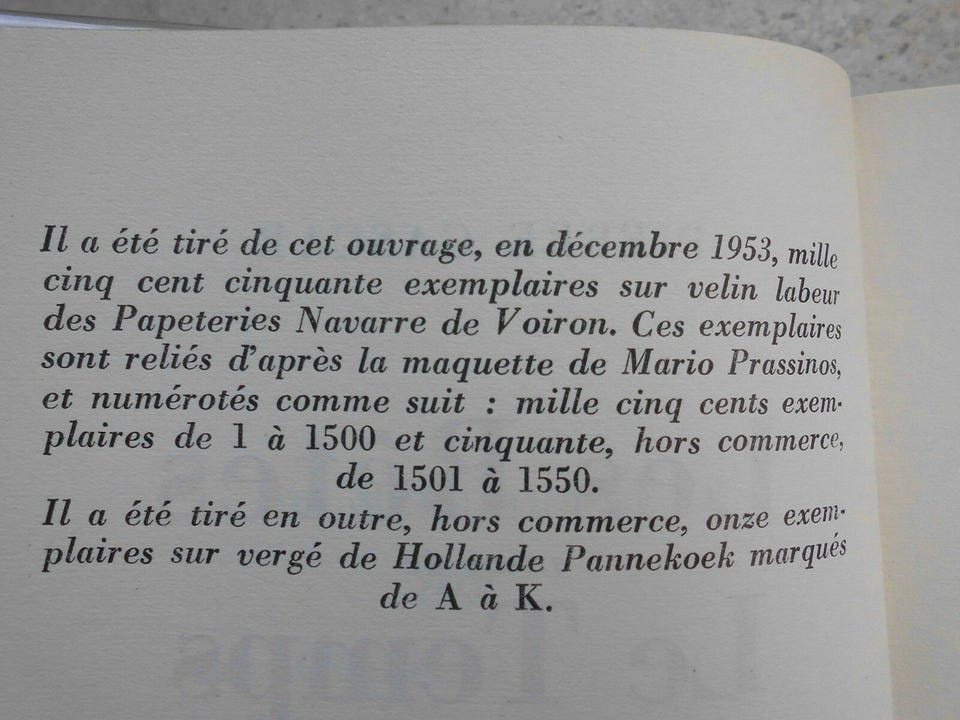 Il a été tiré de cet ouvrage, en décembre 1953, mille
cinq cent cinquante exemplaires sur velin labeur
des Papeteries Navarre de Voiron. Ces exemplaires
sont reliés d'après la maquette de Mario Prassinos,
et numérotés comme suit : mille cinq cents exem-
plaires de 1 à 1500 et cinquante, hors commerce,
de 1501 à 1550.
Il a été tiré en outre, hors commerce, onze exem-
plaires sur vergé de Hollande Pannekoek marqués
de A à K.
Le Temps